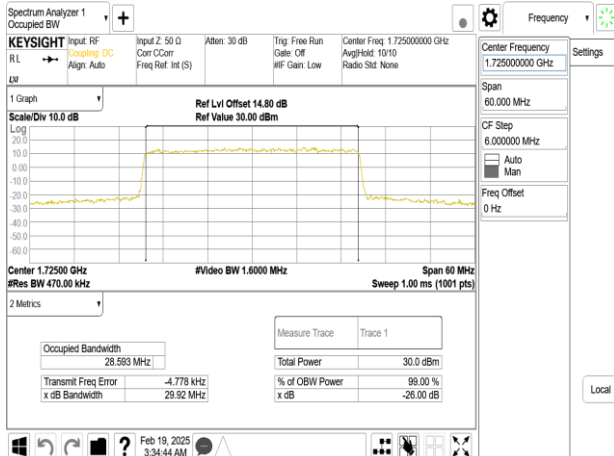 Spectrum Analyzer 1
Occupied BW
KEYSIGHT
RL
LXI
Input: RF
Coupling: DC
Align: Auto
Input Z: 50 Ω
Corr CCorr
Freq Ref: Int (S)
Atten: 30 dB
Trig: Free Run
Gate: Off
#IF Gain: Low
Center Freq: 1.725000000 GHz
Avg|Hold: 10/10
Radio Std: None
1 Graph
Scale/Div 10.0 dB
Ref Lvl Offset 14.80 dB
Ref Value 30.00 dBm
Log
20.0
10.0
0.00
-10.0
-20.0
-30.0
-40.0
-50.0
-60.0
Center 1.72500 GHz
#Res BW 470.00 kHz
#Video BW 1.6000 MHz
Span 60 MHz
Sweep 1.00 ms (1001 pts)
2 Metrics
Occupied Bandwidth
28.593 MHz
Transmit Freq Error -4.778 kHz
x dB Bandwidth 29.92 MHz
Measure Trace Trace 1
Total Power 30.0 dBm
% of OBW Power 99.00 %
x dB -26.00 dB
Frequency
Settings
Center Frequency
1.725000000 GHz
Span
60.000 MHz
CF Step
6.000000 MHz
Auto
Man
Freq Offset
0 Hz
Local
?
Feb 19, 2025
3:34:44 AM